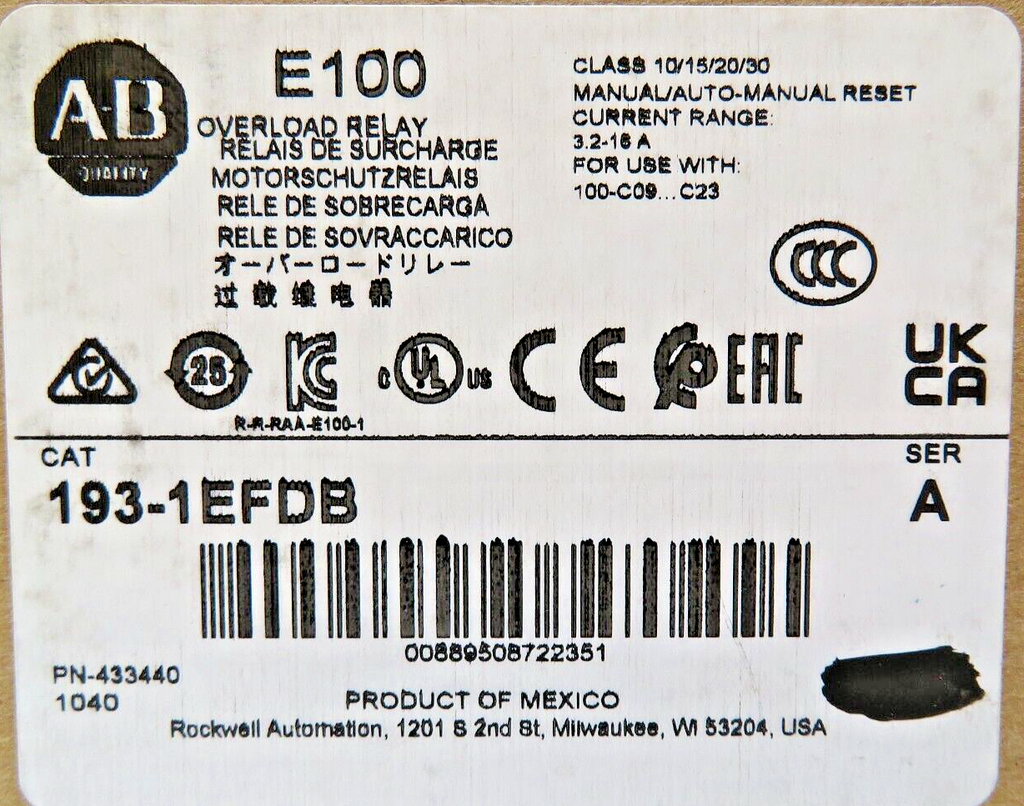 A-B
QUALITY
E100
OVERLOAD RELAY
RELAIS DE SURCHARGE
MOTORSCHUTZRELAIS
RELE DE SOBRECARGA
RELE DE SOVRACCARICO
オーバーロードリレー
过载继电器
CLASS 10/15/20/30
MANUAL/AUTO-MANUAL RESET
CURRENT RANGE:
3.2-16 A
FOR USE WITH:
100-C09...C23
CCC
25
KC
R-R-RAA-E100-1
C UL US
CE
EAC
UK
CA
CAT
193-1EFDB
SER
A
00889508722351
PN-433440
1040
PRODUCT OF MEXICO
Rockwell Automation, 1201 S 2nd St, Milwaukee, WI 53204, USA